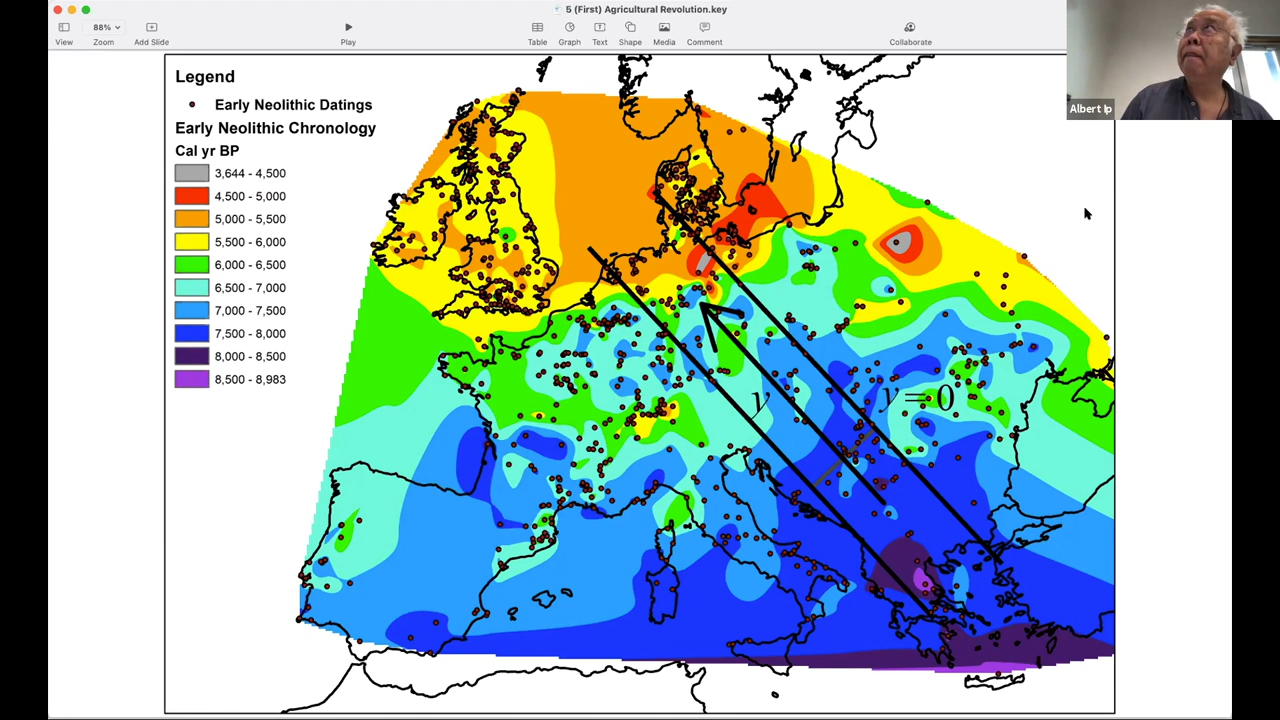 5 (First) Agricultural Revolution.key
88%
View
Zoom
Add Slide
Play
Table
Graph
Text
Shape
Media
Comment
Collaborate
Albert Ip
Legend
Early Neolithic Datings
Early Neolithic Chronology
Cal yr BP
3,644 - 4,500
4,500 - 5,000
5,000 - 5,500
5,500 - 6,000
6,000 - 6,500
6,500 - 7,000
7,000 - 7,500
7,500 - 8,000
8,000 - 8,500
8,500 - 8,983
y
y = 0